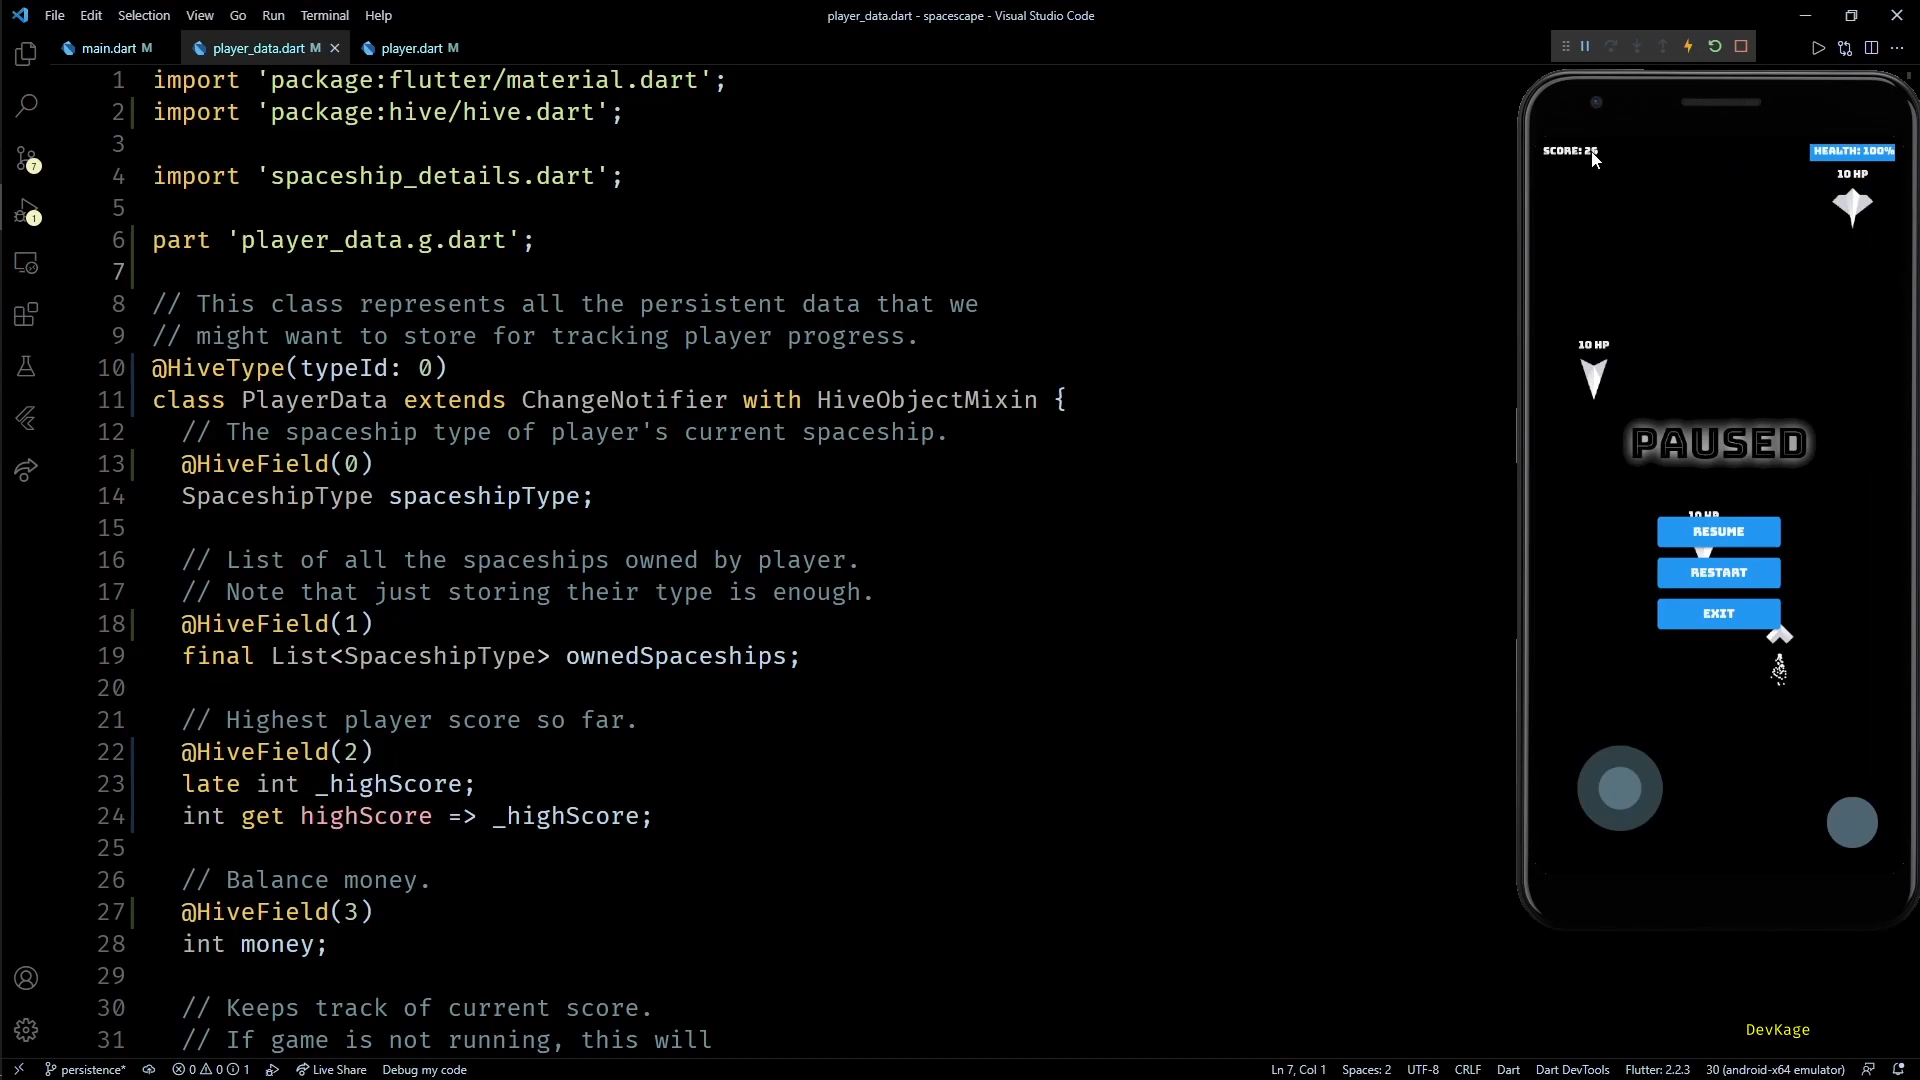 File Edit Selection View Go Run Terminal Help
player_data.dart - spacescape - Visual Studio Code
main.dart M
player_data.dart M
player.dart M
1 import 'package:flutter/material.dart';
2 import 'package:hive/hive.dart';
3
4 import 'spaceship_details.dart';
5
6 part 'player_data.g.dart';
7
8 // This class represents all the persistent data that we
9 // might want to store for tracking player progress.
10 @HiveType(typeId: 0)
11 class PlayerData extends ChangeNotifier with HiveObjectMixin {
12 // The spaceship type of player's current spaceship.
13 @HiveField(0)
14 SpaceshipType spaceshipType;
15
16 // List of all the spaceships owned by player.
17 // Note that just storing their type is enough.
18 @HiveField(1)
19 final List<SpaceshipType> ownedSpaceships;
20
21 // Highest player score so far.
22 @HiveField(2)
23 late int _highScore;
24 int get highScore => _highScore;
25
26 // Balance money.
27 @HiveField(3)
28 int money;
29
30 // Keeps track of current score.
31 // If game is not running, this will
7
1
SCORE:
HEALTH: 100%
10 HP
10 HP
PAUSED
10 HP
RESUME
RESTART
EXIT
DevKage
persistence* 0 0 1 Live Share Debug my code
Ln 7, Col 1 Spaces: 2 UTF-8 CRLF Dart Dart DevTools Flutter: 2.2.3 30 (android-x64 emulator)